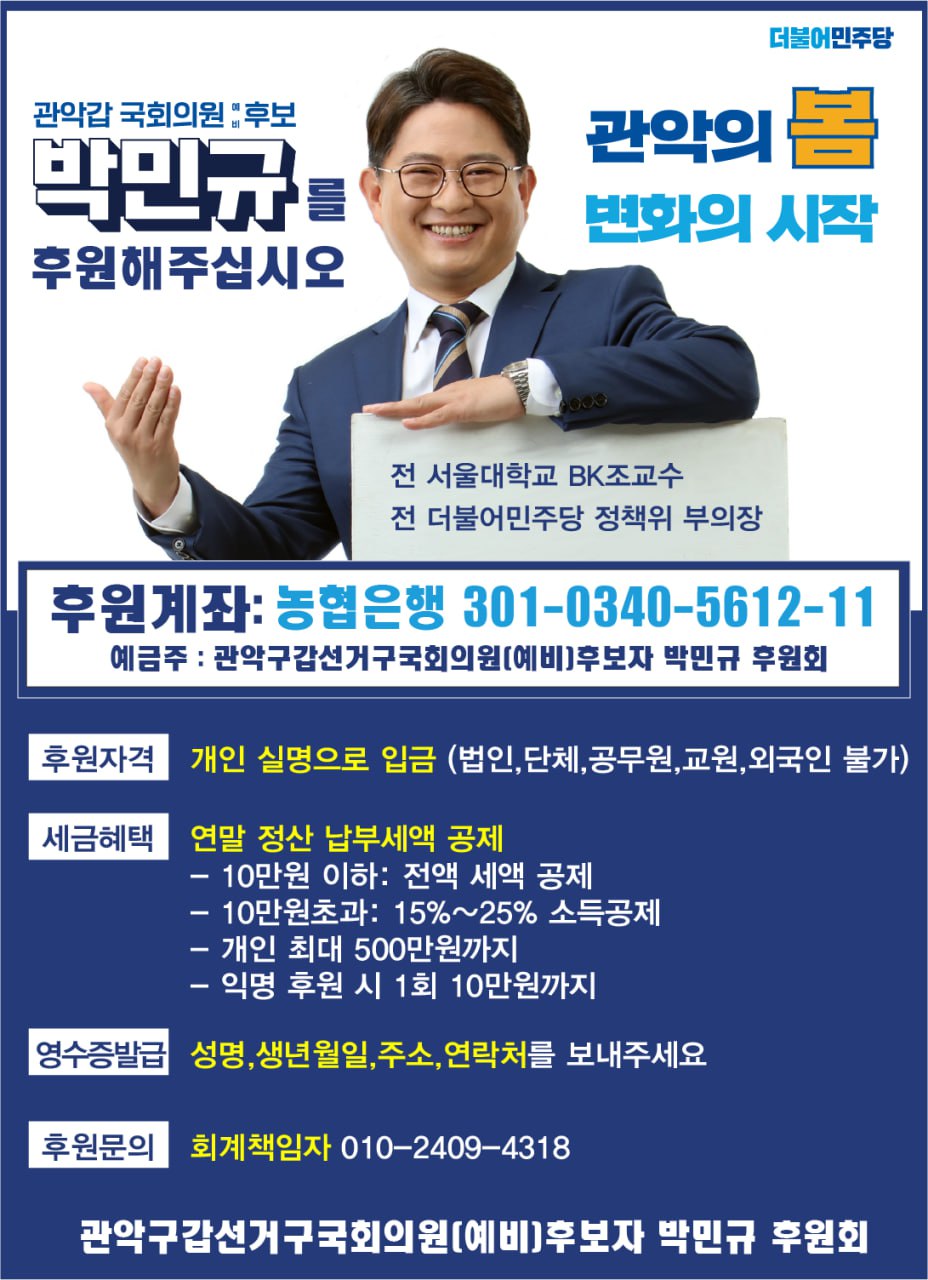 더불어민주당
관악갑 국회의원 예비 후보
박민규를
후원해주십시오
관악의 봄
변화의 시작
전 서울대학교 BK조교수
전 더불어민주당 정책위 부의장
후원계좌: 농협은행 301-0340-5612-11
예금주 : 관악구갑선거구국회의원(예비)후보자 박민규 후원회
후원자격 개인 실명으로 입금 (법인,단체,공무원,교원,외국인 불가)
세금혜택 연말 정산 납부세액 공제
- 10만원 이하: 전액 세액 공제
- 10만원초과: 15%~25% 소득공제
- 개인 최대 500만원까지
- 익명 후원 시 1회 10만원까지
영수증발급 성명,생년월일,주소,연락처를 보내주세요
후원문의 회계책임자 010-2409-4318
관악구갑선거구국회의원(예비)후보자 박민규 후원회